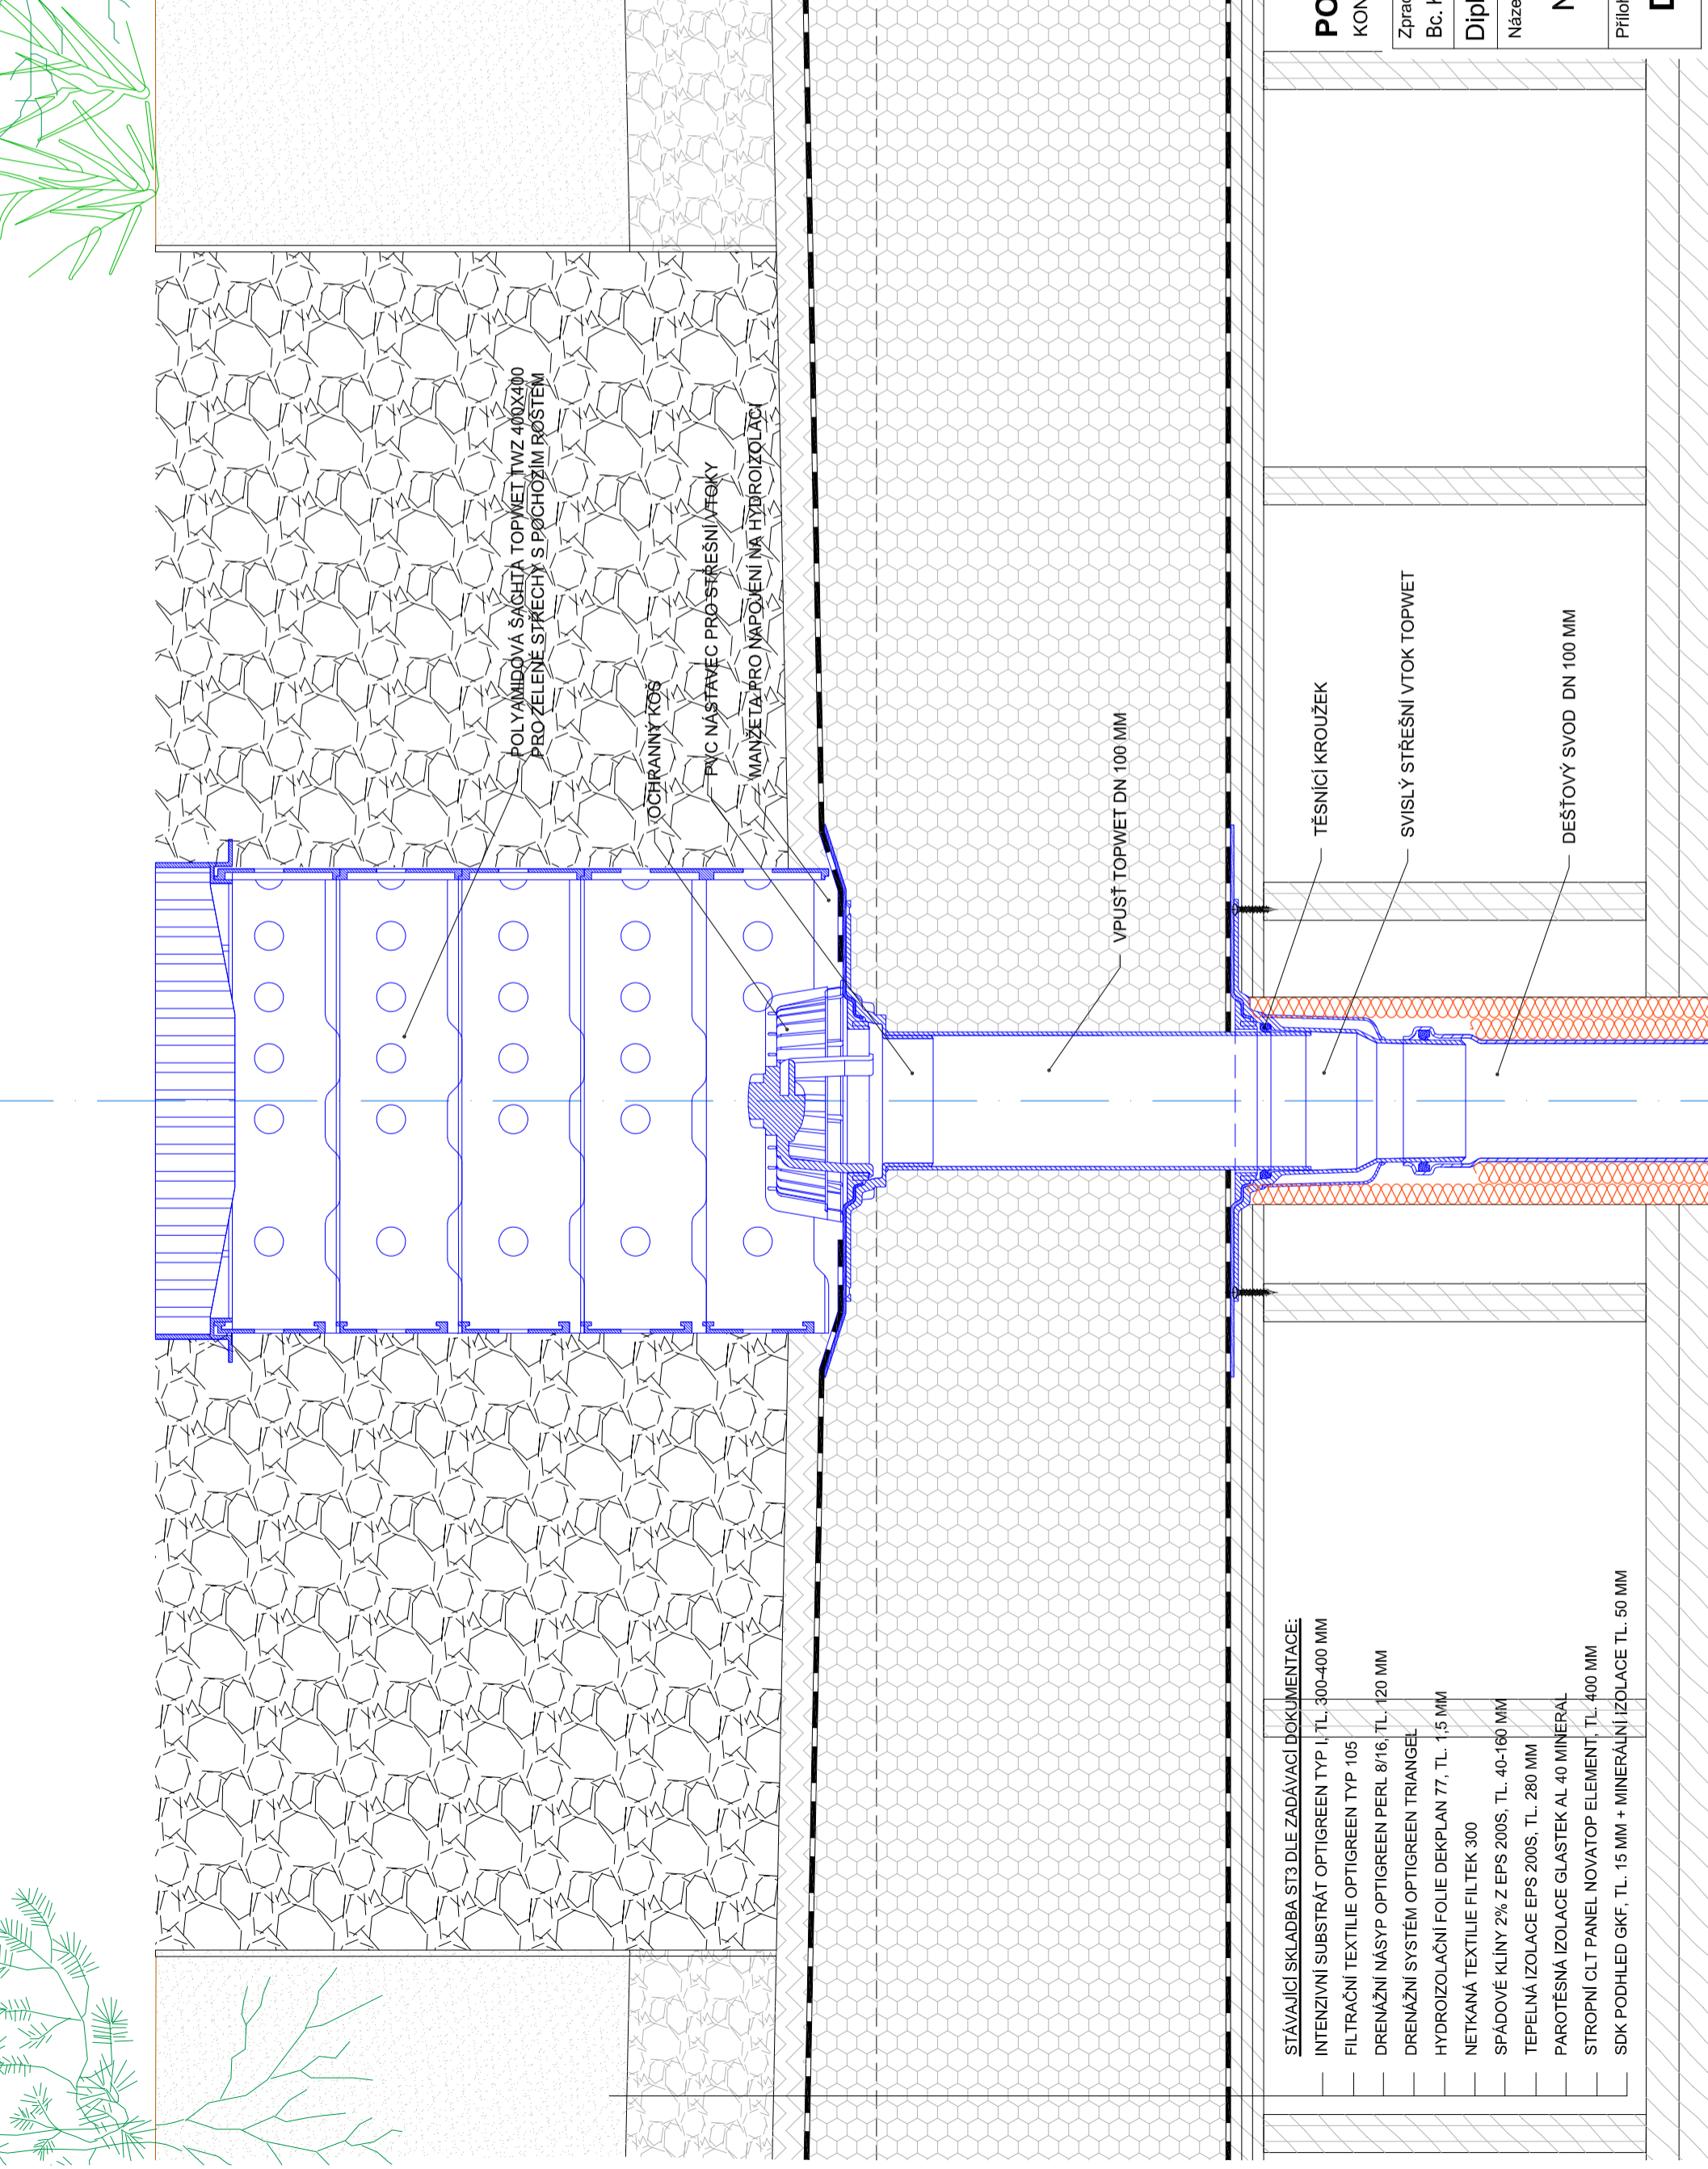 POLYAMIDOVÁ ŠACHTA TOPWET TWZ 400X400
PRO ZELENÉ STŘECHY S POCHOZÍM ROŠTEM
OCHRANNÝ KOŠ
PVC NÁSTAVEC PRO STŘEŠNÍ VTOKY
MANŽETA PRO NAPOJENÍ NA HYDROIZOLACI
VPUSŤ TOPWET DN 100 MM
TĚSNÍCÍ KROUŽEK
SVISLÝ STŘEŠNÍ VTOK TOPWET
DEŠŤOVÝ SVOD DN 100 MM
STÁVAJÍCÍ SKLADBA ST3 DLE ZADÁVACÍ DOKUMENTACE:
INTENZIVNÍ SUBSTRÁT OPTIGREEN TYP I, TL. 300-400 MM
FILTRAČNÍ TEXTILIE OPTIGREEN TYP 105
DRENÁŽNÍ NÁSYP OPTIGREEN PERL 8/16, TL. 120 MM
DRENÁŽNÍ SYSTÉM OPTIGREEN TRIANGEL
HYDROIZOLAČNÍ FOLIE DEKPLAN 77, TL. 1,5 MM
NETKANÁ TEXTILIE FILTEK 300
SPÁDOVÉ KLÍNY 2% Z EPS 200S, TL. 40-160 MM
TEPELNÁ IZOLACE EPS 200S, TL. 280 MM
PAROTĚSNÁ IZOLACE GLASTEK AL 40 MINERAL
STROPNÍ CLT PANEL NOVATOP ELEMENT, TL. 400 MM
SDK PODHLED GKF, TL. 15 MM + MINERÁLNÍ IZOLACE TL. 50 MM
PO
KON
Zprac
Bc. H
Dipl
Náze
N
Příloh
D